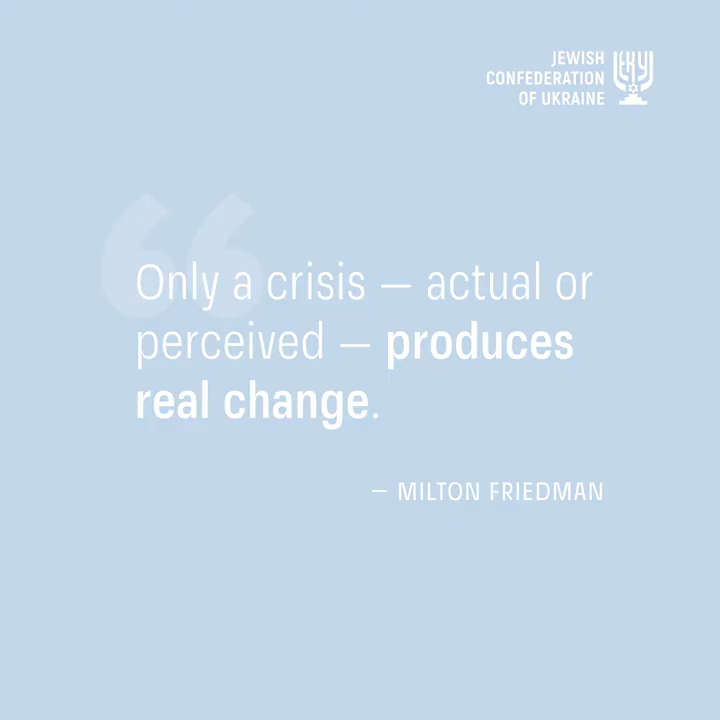 JEWISH
CONFEDERATION
OF UKRAINE
“
Only a crisis — actual or
perceived — produces
real change.
— MILTON FRIEDMAN